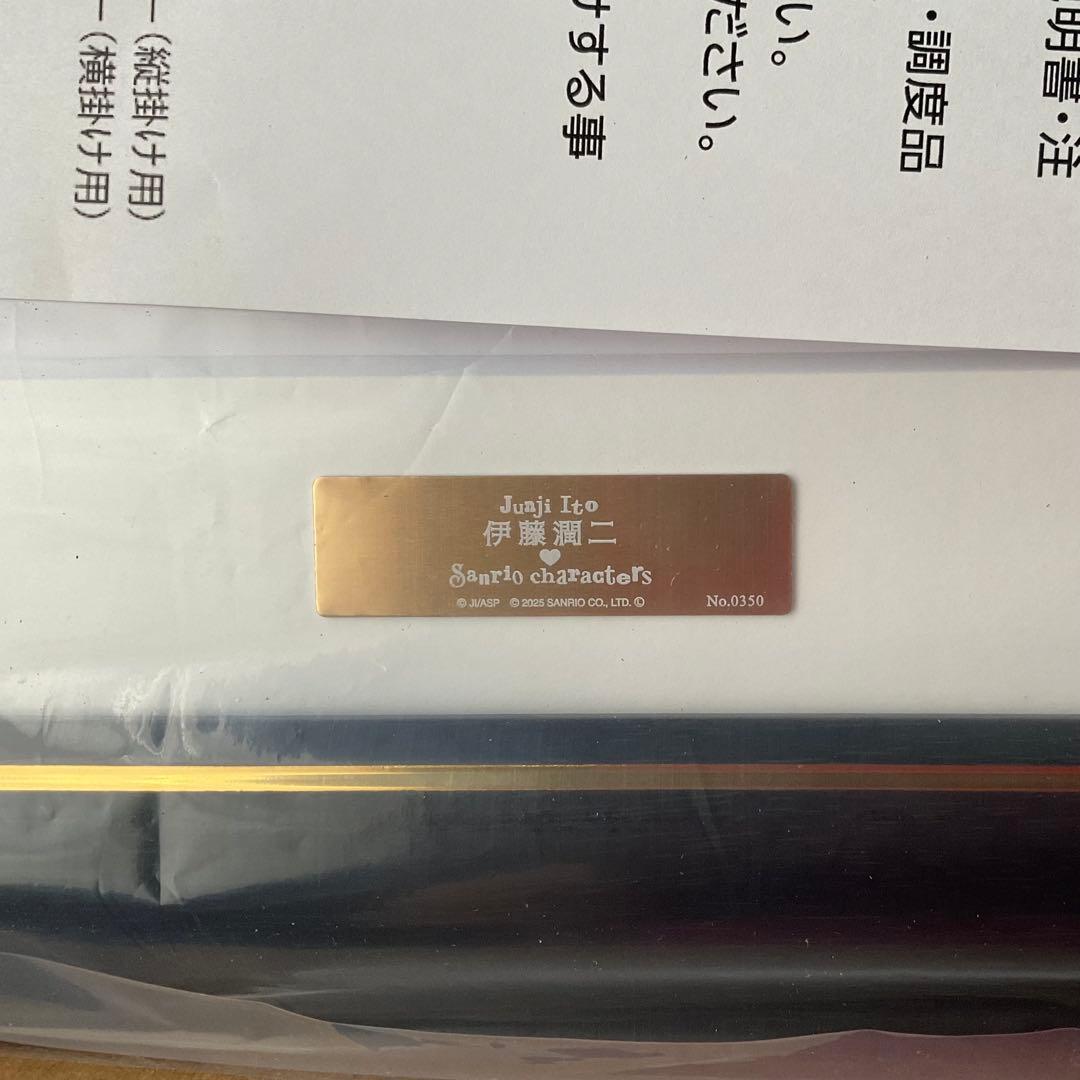 明書・注
・調度品
い。
ださい。
けする事
ー（縦掛け用）
ー（横掛け用）
Junji Ito
伊藤潤二
♥
Sanrio characters
© JI/ASP © 2025 SANRIO CO., LTD. Ⓛ
No.0350